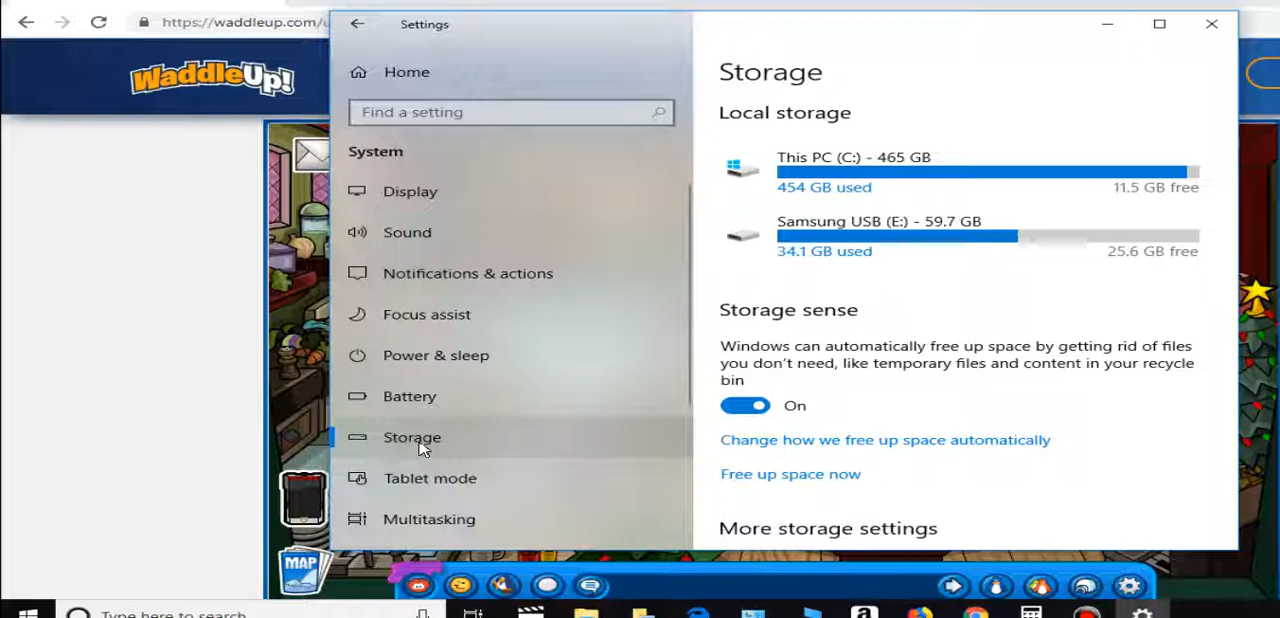 https://waddleup.com/u
Settings
WaddleUp!
Home
Find a setting
System
Display
Sound
Notifications & actions
Focus assist
Power & sleep
Battery
Storage
Tablet mode
Multitasking
Storage
Local storage
This PC (C:) - 465 GB
454 GB used 11.5 GB free
Samsung USB (E:) - 59.7 GB
34.1 GB used 25.6 GB free
Storage sense
Windows can automatically free up space by getting rid of files
you don't need, like temporary files and content in your recycle
bin
On
Change how we free up space automatically
Free up space now
More storage settings
MAP
Type here to search